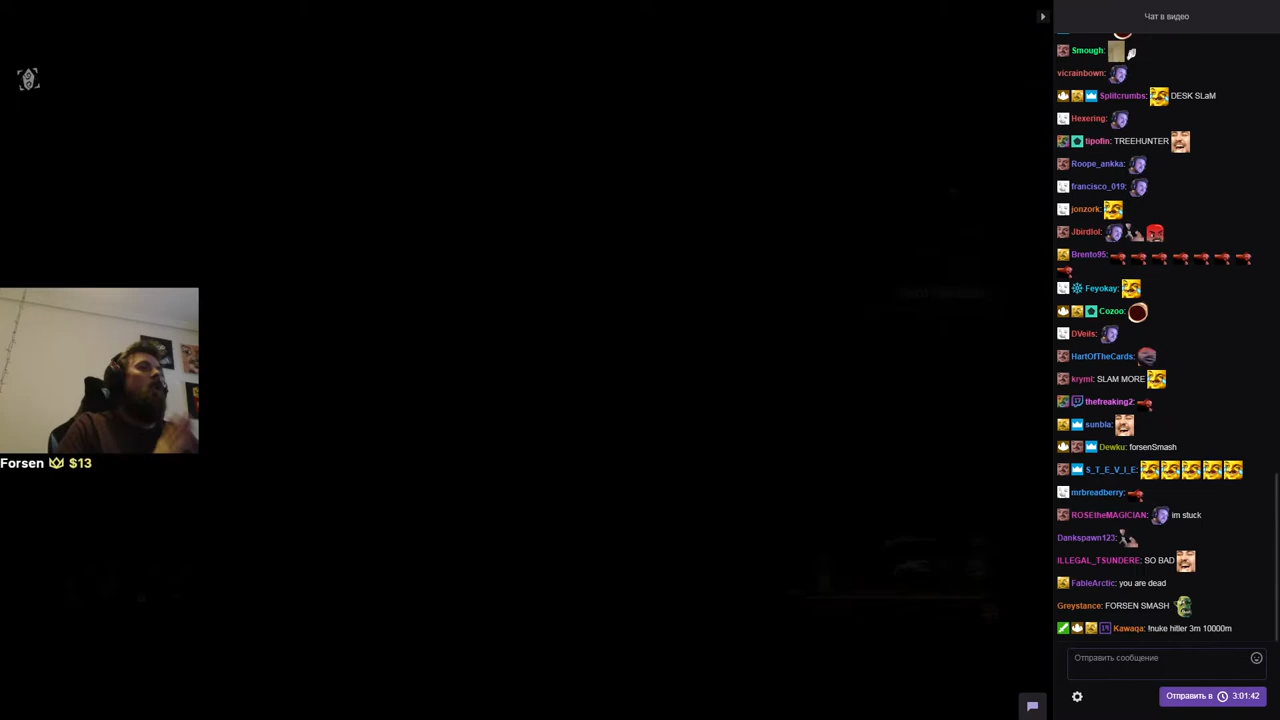 Чат в видео
Smough:
vicrainbown:
Splitcrumbs: DESK SLaM
Hexering:
tipofin: TREEHUNTER
Roope_ankka:
francisco_019:
jonzork:
Jbirdlol:
Brento95:
Feyokay:
Cozoo:
DVeils:
HartOfTheCards:
kryml: SLAM MORE
thefreaking2:
sunbla:
Dewku: forsenSmash
S_T_E_V_I_E:
mrbreadberry:
ROSEtheMAGICIAN: im stuck
Dankspawn123:
ILLEGAL_TSUNDERE: SO BAD
FableArctic: you are dead
Greystance: FORSEN SMASH
Kawaqa: !nuke hitler 3m 10000m
Forsen $13
Отправить сообщение
Отправить в 3:01:42